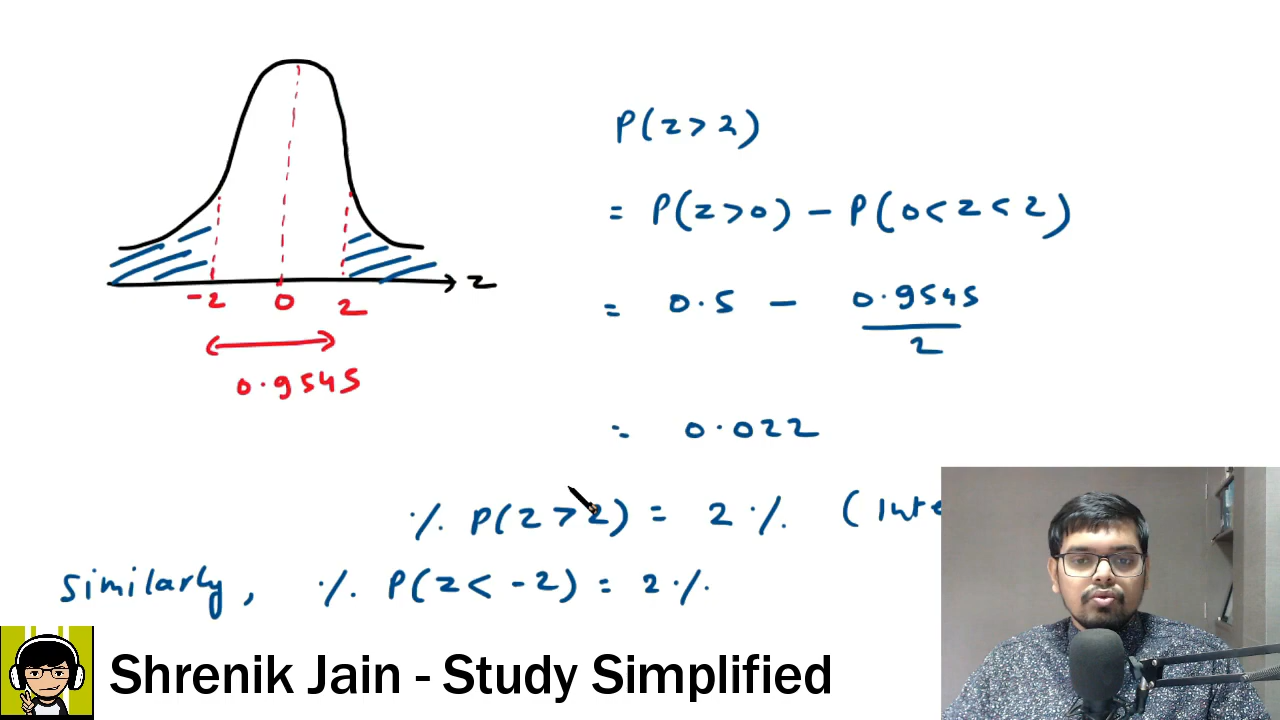 P(z > 2)
= P(z > 0) - P(0 < z < 2)
= 0.5 - 0.9545 / 2
= 0.022
-2 0 2 z
0.9545
% P(z > 2) = 2 % (Inte
Similarly, % P(z < -2) = 2 %.
Shrenik Jain - Study Simplified